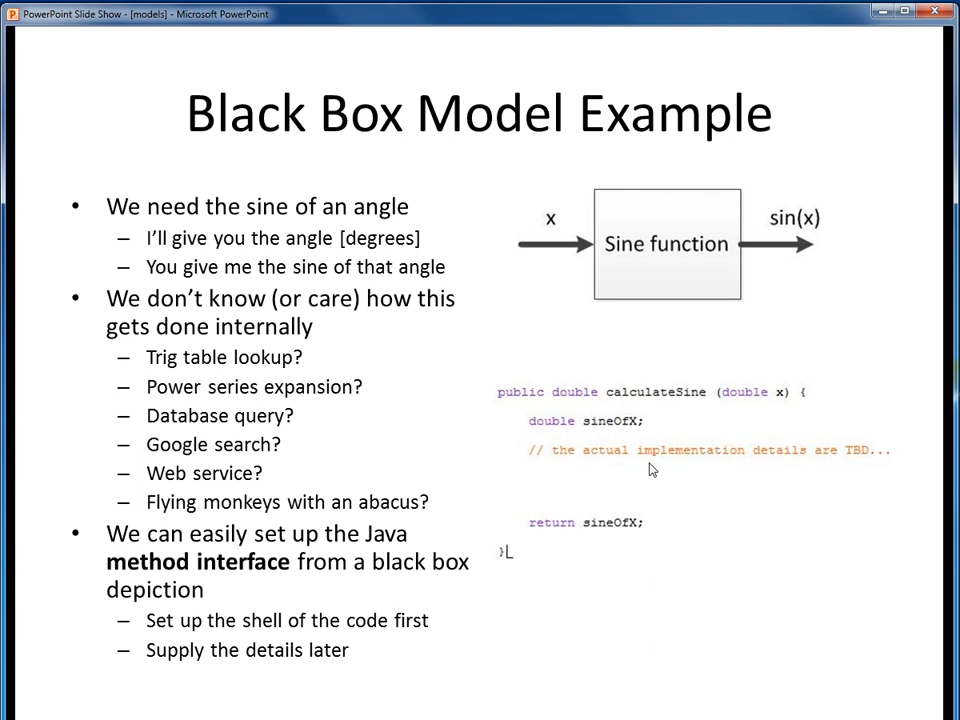 PowerPoint Slide Show - [models] - Microsoft PowerPoint
Black Box Model Example
• We need the sine of an angle
– I’ll give you the angle [degrees]
– You give me the sine of that angle
• We don’t know (or care) how this
gets done internally
– Trig table lookup?
– Power series expansion?
– Database query?
– Google search?
– Web service?
– Flying monkeys with an abacus?
• We can easily set up the Java
method interface from a black box
depiction
– Set up the shell of the code first
– Supply the details later
x
Sine function
sin(x)
public double calculateSine (double x) {
double sineOfX;
// the actual implementation details are TBD...
return sineOfX;
}